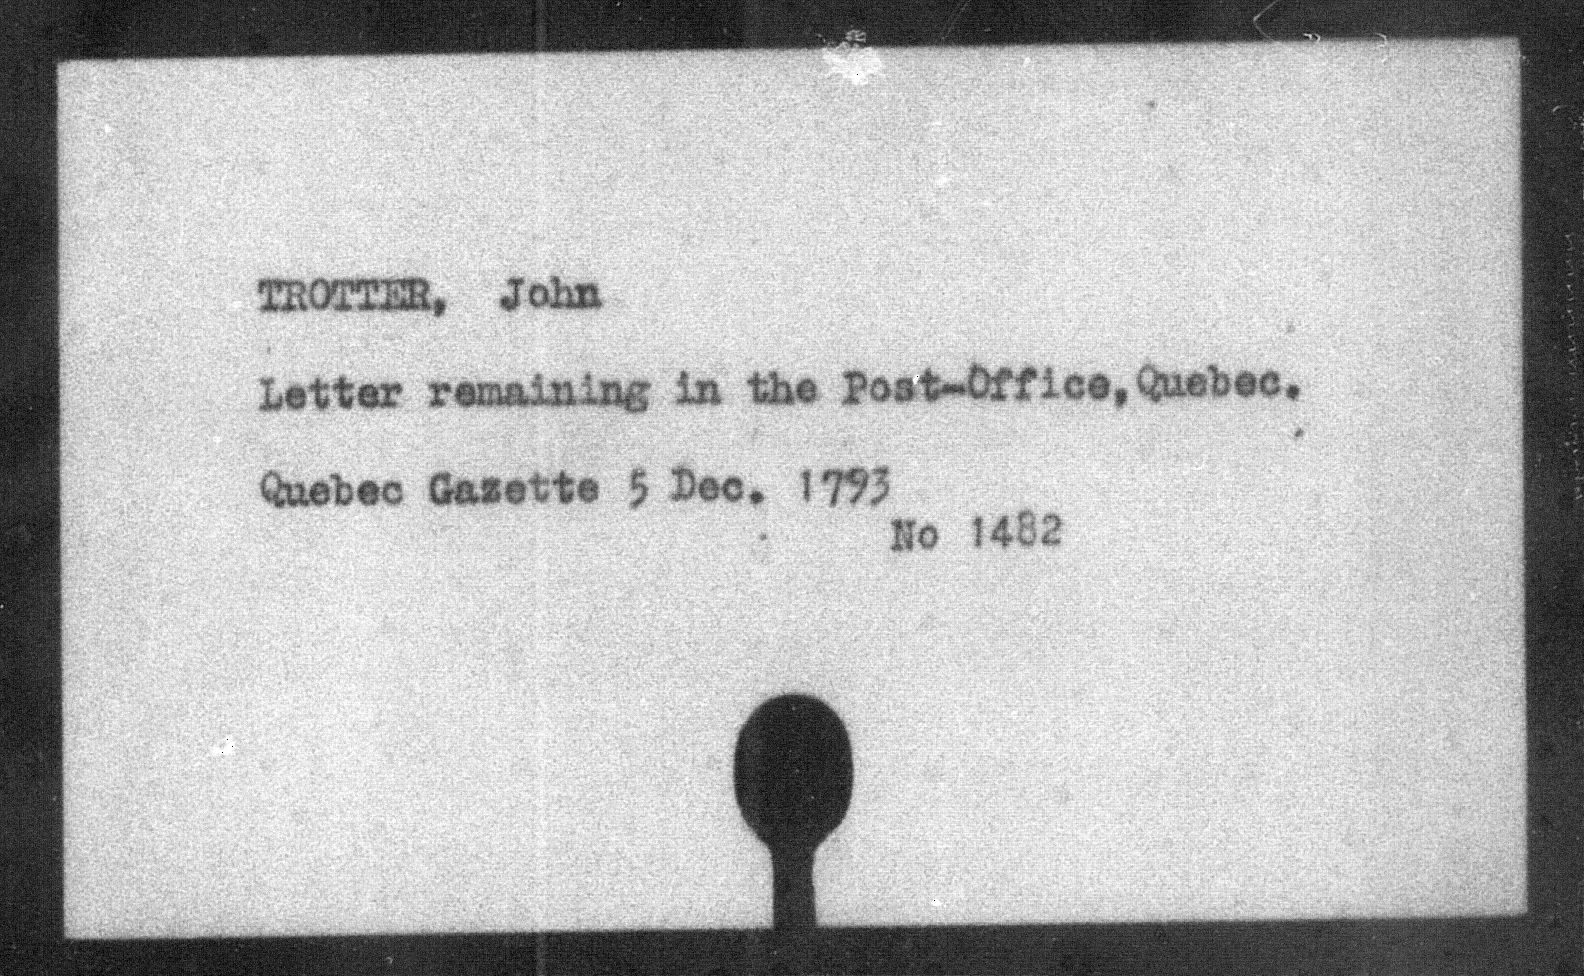 TROTTER, John
Letter remaining in the Post-Office, Quebec.
Quebec Gazette 5 Dec. 1793
No 1482